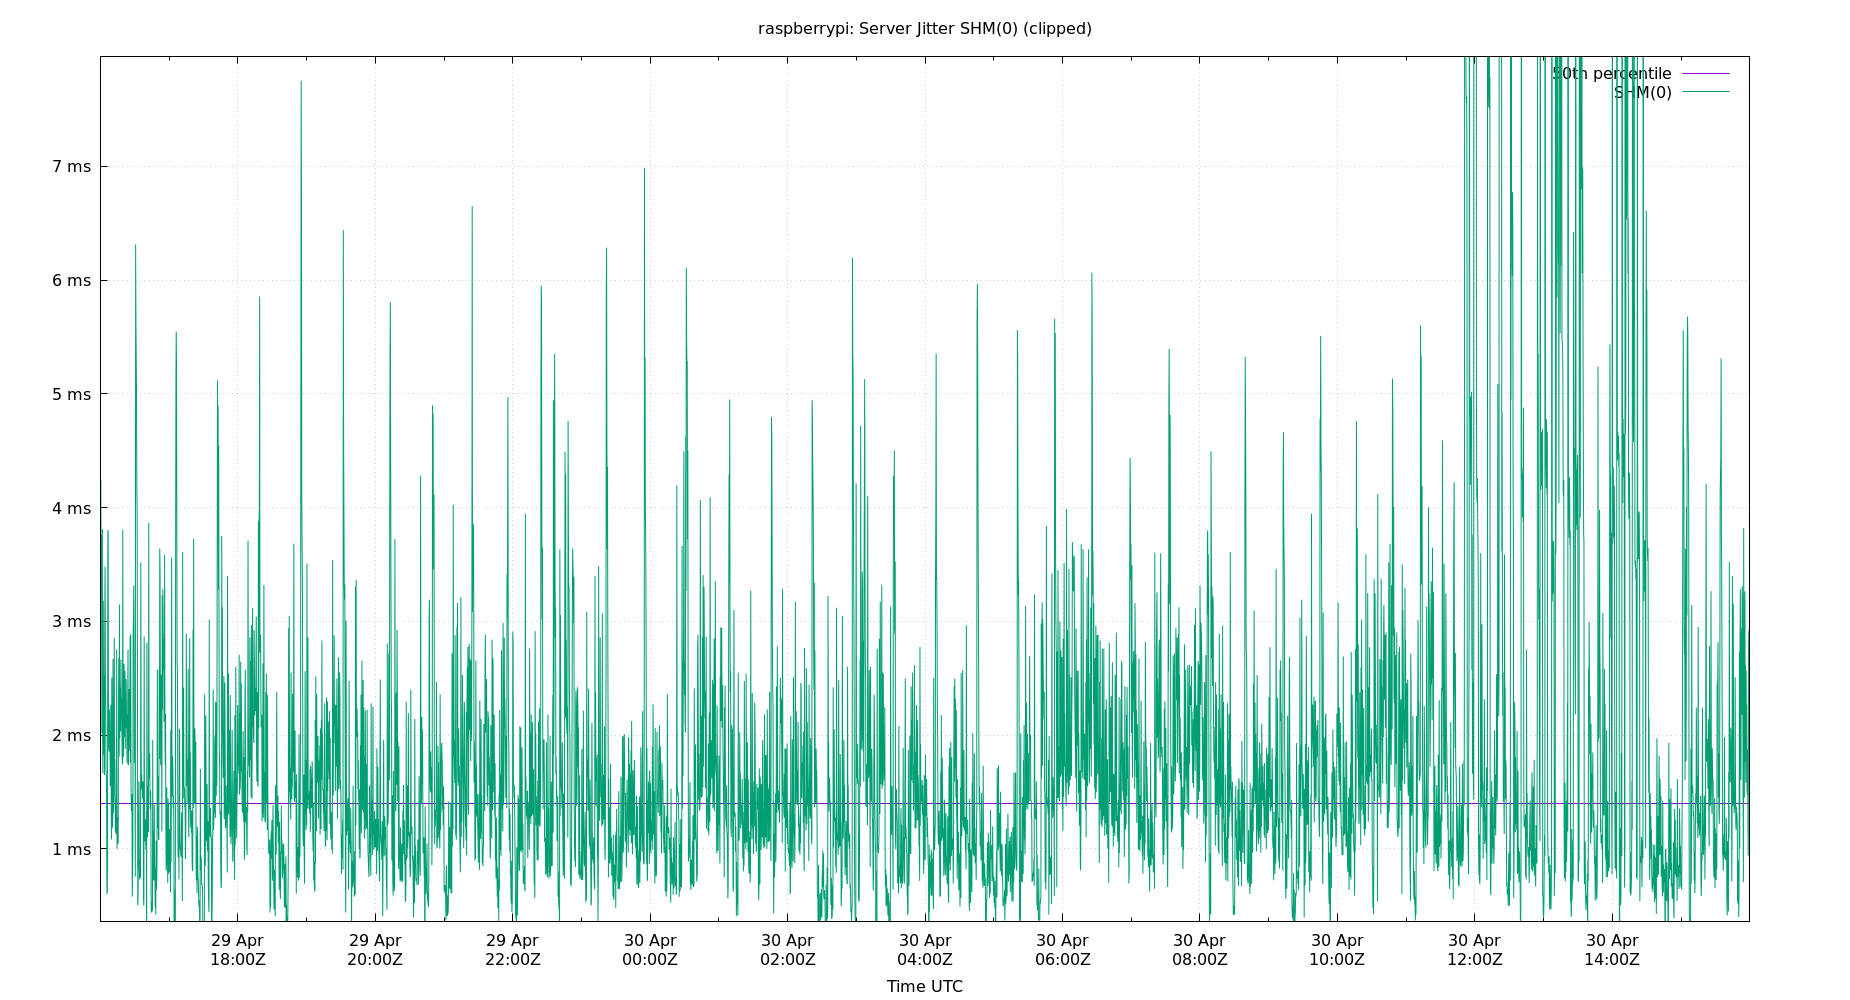 raspberrypi: Server Jitter SHM(0) (clipped)
50th percentile
SHM(0)
7 ms
6 ms
5 ms
4 ms
3 ms
2 ms
1 ms
29 Apr
18:00Z
29 Apr
20:00Z
29 Apr
22:00Z
30 Apr
00:00Z
30 Apr
02:00Z
30 Apr
04:00Z
30 Apr
06:00Z
30 Apr
08:00Z
30 Apr
10:00Z
30 Apr
12:00Z
30 Apr
14:00Z
Time UTC